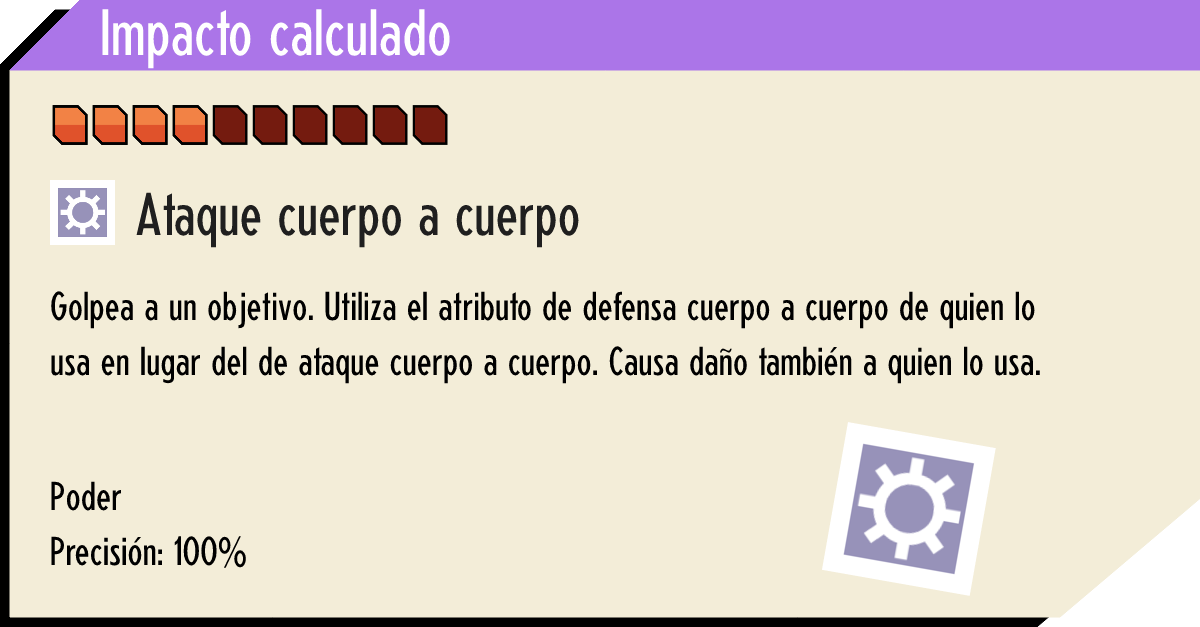 Impacto calculado
Ataque cuerpo a cuerpo
Golpea a un objetivo. Utiliza el atributo de defensa cuerpo a cuerpo de quien lo
usa en lugar del de ataque cuerpo a cuerpo. Causa daño también a quien lo usa.
Poder
Precisión: 100%